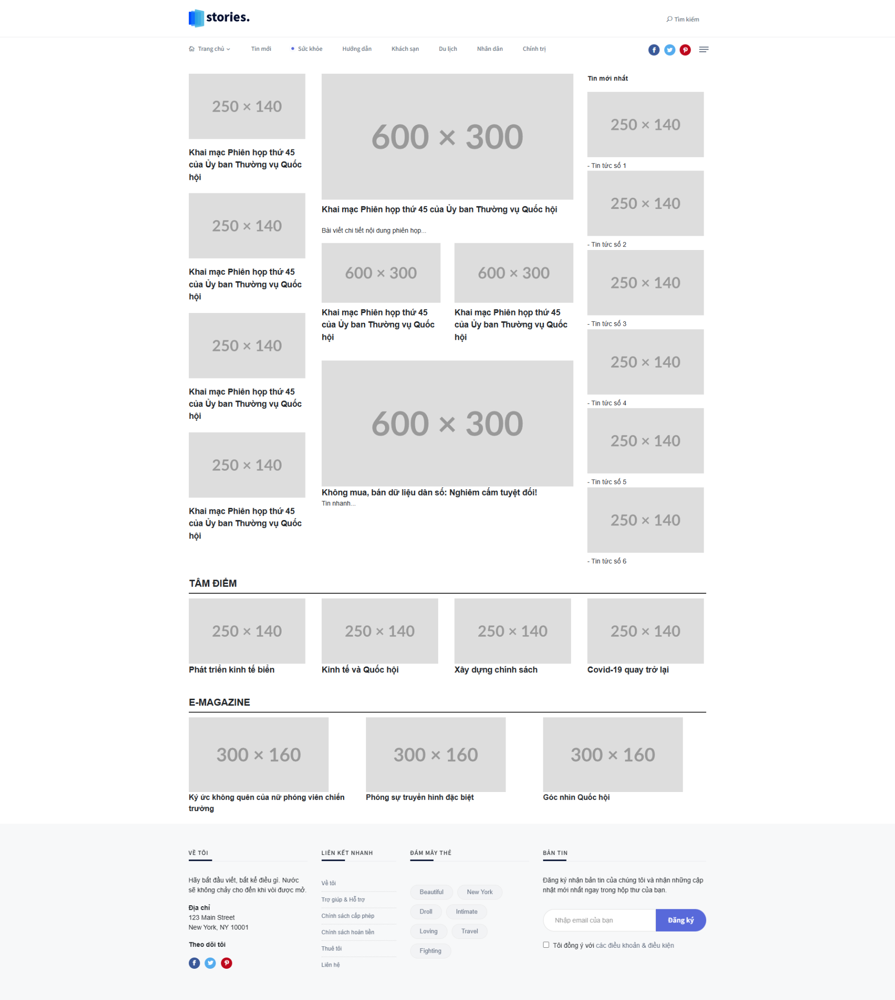 stories.
Tìm kiếm
Trang chủ
Tin mới
Sức khỏe
Hướng dẫn
Khách sạn
Du lịch
Nhân dân
Chính trị
250 × 140
Khai mạc Phiên họp thứ 45
của Ủy ban Thường vụ Quốc
hội
250 × 140
Khai mạc Phiên họp thứ 45
của Ủy ban Thường vụ Quốc
hội
250 × 140
Khai mạc Phiên họp thứ 45
của Ủy ban Thường vụ Quốc
hội
250 × 140
Khai mạc Phiên họp thứ 45
của Ủy ban Thường vụ Quốc
hội
600 × 300
Khai mạc Phiên họp thứ 45 của Ủy ban Thường vụ Quốc hội
Bài viết chi tiết nội dung phiên họp...
600 × 300
Khai mạc Phiên họp thứ 45
của Ủy ban Thường vụ Quốc
hội
600 × 300
Khai mạc Phiên họp thứ 45
của Ủy ban Thường vụ Quốc
hội
600 × 300
Không mua, bán dữ liệu dân số: Nghiêm cấm tuyệt đối!
Tin nhanh...
Tin mới nhất
250 × 140
- Tin tức số 1
250 × 140
- Tin tức số 2
250 × 140
- Tin tức số 3
250 × 140
- Tin tức số 4
250 × 140
- Tin tức số 5
250 × 140
- Tin tức số 6
TÂM ĐIỂM
250 × 140
Phát triển kinh tế biển
250 × 140
Kinh tế và Quốc hội
250 × 140
Xây dựng chính sách
250 × 140
Covid-19 quay trở lại
E-MAGAZINE
300 × 160
Ký ức không quên của nữ phóng viên chiến
trường
300 × 160
Phóng sự truyền hình đặc biệt
300 × 160
Góc nhìn Quốc hội
VỀ TÔI
Hãy bắt đầu viết, bất kể điều gì. Nước
sẽ không chảy cho đến khi vòi được mở.
Địa chỉ
123 Main Street
New York, NY 10001
Theo dõi tôi
LIÊN KẾT NHANH
Về tôi
Trợ giúp & Hỗ trợ
Chính sách cấp phép
Chính sách hoàn tiền
Thuê tôi
Liên hệ
ĐÁM MÂY THẺ
Beautiful
New York
Droll
Intimate
Loving
Travel
Fighting
BẢN TIN
Đăng ký nhận bản tin của chúng tôi và nhận những cập
nhật mới nhất ngay trong hộp thư của bạn.
Nhập email của bạn
Đăng ký
Tôi đồng ý với các điều khoản & điều kiện